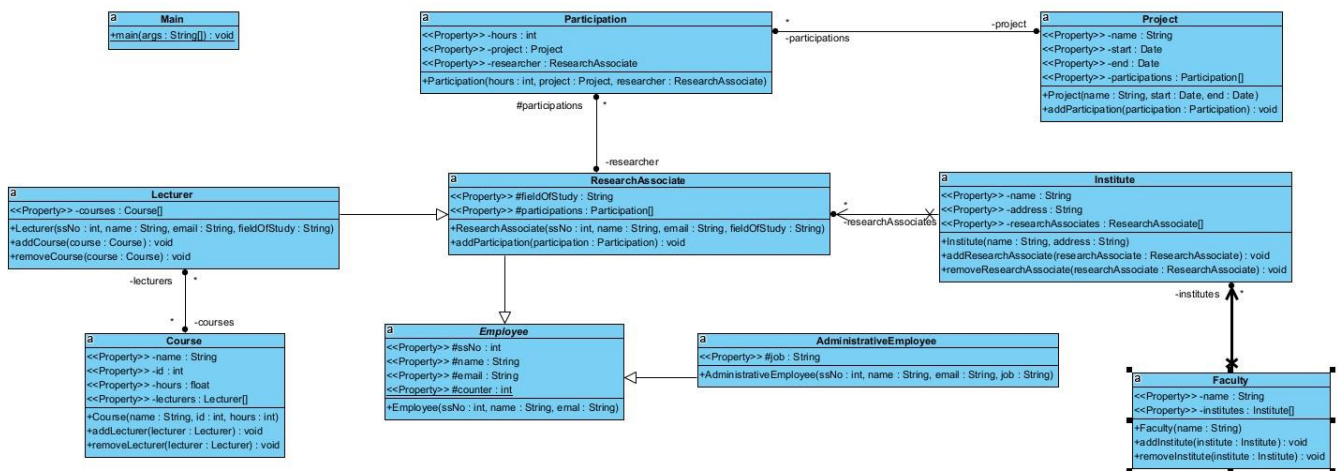 a
Main
+main(args : String[]) : void
a
Participation
<<Property>> -hours : int
<<Property>> -project : Project
<<Property>> -researcher : ResearchAssociate
+Participation(hours : int, project : Project, researcher : ResearchAssociate)
*
-participations
-project
a
Project
<<Property>> -name : String
<<Property>> -start : Date
<<Property>> -end : Date
<<Property>> -participations : Participation[]
+Project(name : String, start : Date, end : Date)
+addParticipation(participation : Participation) : void
#participations
*
-researcher
a
Lecturer
<<Property>> -courses : Course[]
+Lecturer(ssNo : int, name : String, email : String, fieldOfStudy : String)
+addCourse(course : Course) : void
+removeCourse(course : Course) : void
a
ResearchAssociate
<<Property>> #fieldOfStudy : String
<<Property>> #participations : Participation[]
+ResearchAssociate(ssNo : int, name : String, email : String, fieldOfStudy : String)
+addParticipation(participation : Participation) : void
*
-researchAssociates
a
Institute
<<Property>> -name : String
<<Property>> -address : String
<<Property>> -researchAssociates : ResearchAssociate[]
+Institute(name : String, address : String)
+addResearchAssociate(researchAssociate : ResearchAssociate) : void
+removeResearchAssociate(researchAssociate : ResearchAssociate) : void
-lecturers
*
*
-courses
-institutes
*
a
Course
<<Property>> -name : String
<<Property>> -id : int
<<Property>> -hours : float
<<Property>> -lecturers : Lecturer[]
+Course(name : String, id : int, hours : int)
+addLecturer(lecturer : Lecturer) : void
+removeLecturer(lecturer : Lecturer) : void
a
Employee
<<Property>> #ssNo : int
<<Property>> #name : String
<<Property>> #email : String
<<Property>> #counter : int
+Employee(ssNo : int, name : String, emal : String)
a
AdministrativeEmployee
<<Property>> #job : String
+AdministrativeEmployee(ssNo : int, name : String, email : String, job : String)
a
Faculty
<<Property>> -name : String
<<Property>> -institutes : Institute[]
+Faculty(name : String)
+addInstitute(institute : Institute) : void
+removeInstitute(institute : Institute) : void